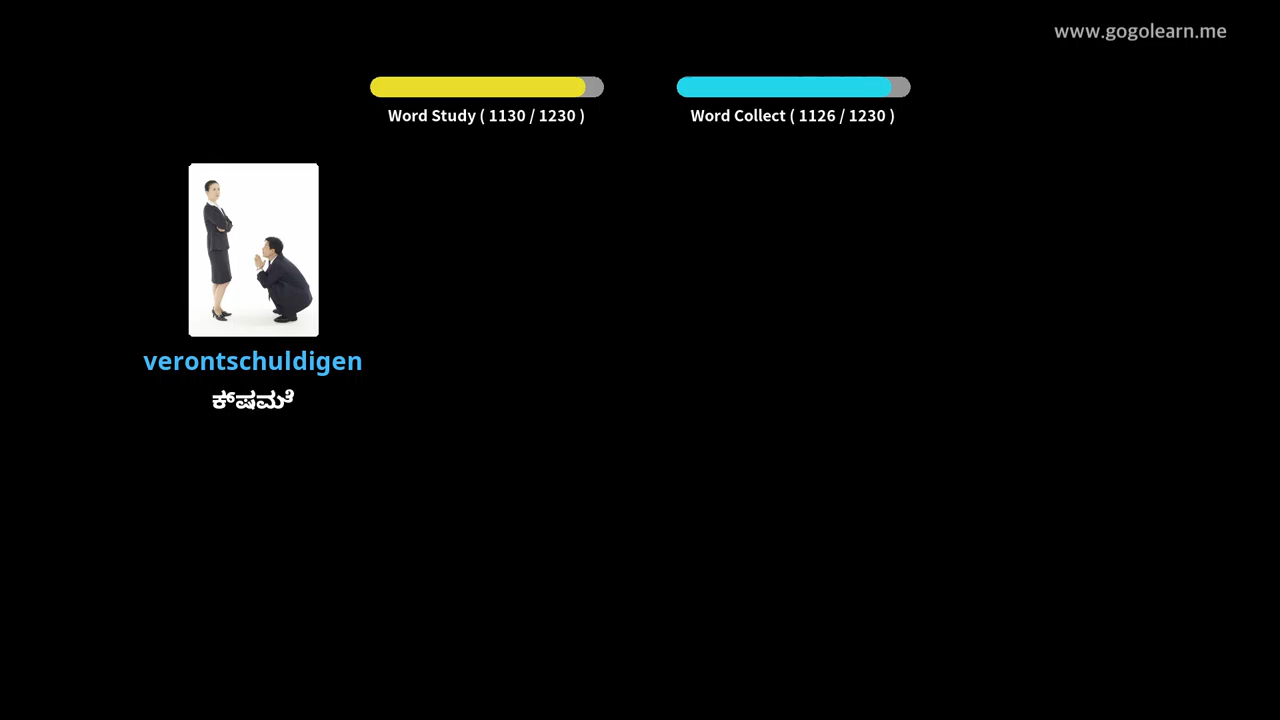 www.gogolearn.me
Word Study ( 1130 / 1230 )
Word Collect ( 1126 / 1230 )
verontschuldigen
ಕ್ಷಮೆ